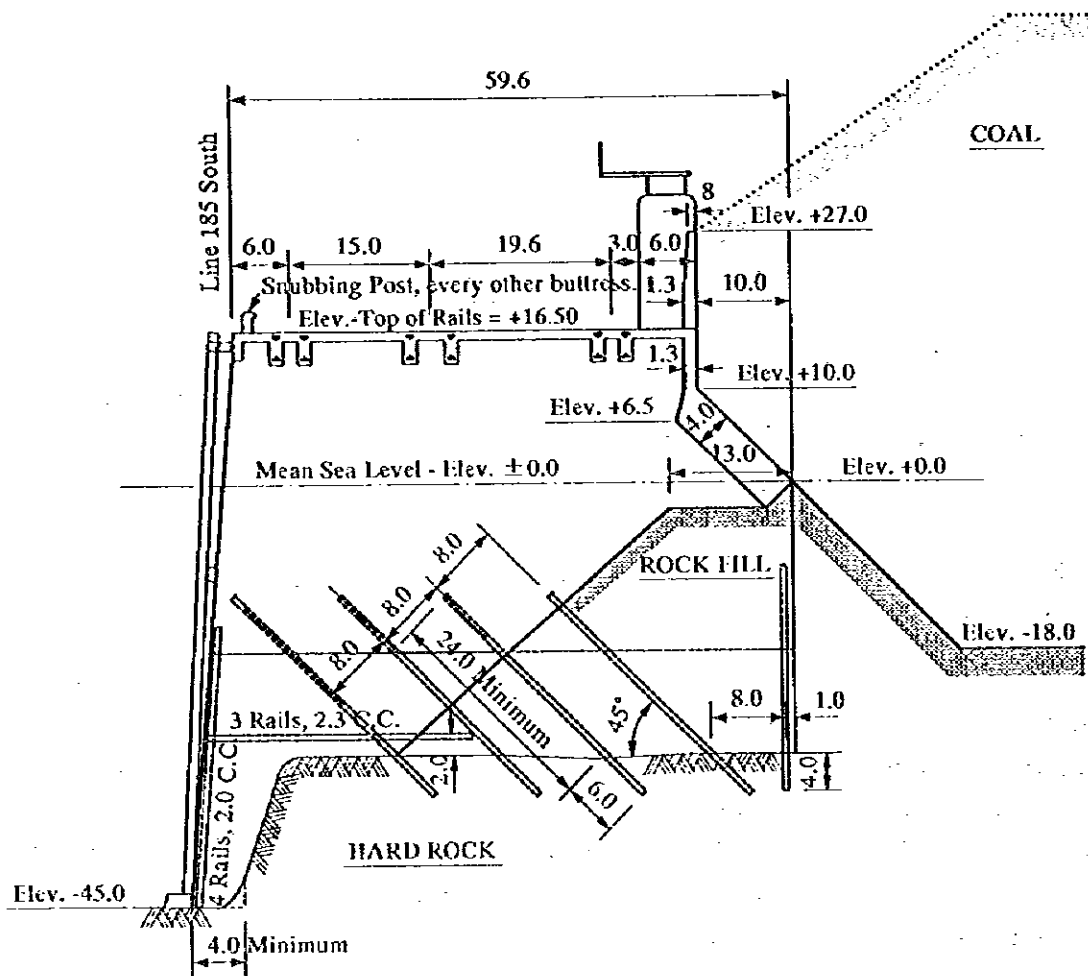 59.6
COAL
Line 185 South
8
Elev. +27.0
6.0
15.0
19.6
3.0
6.0
Snubbing Post, every other buttress.
1.3
10.0
Elev.-Top of Rails = +16.50
1.3
Elev. +10.0
Elev. +6.5
4.0
13.0
Mean Sea Level - Elev. ±0.0
Elev. +0.0
8.0
ROCK FILL
8.0
8.0
24.0 Minimum
Elev. -18.0
45°
8.0
1.0
3 Rails, 2.3 C.C.
2.0
4.0
6.0
4 Rails, 2.0 C.C.
HARD ROCK
Elev. -45.0
4.0 Minimum